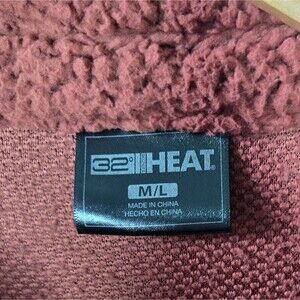 32° HEAT
M/L
MADE IN CHINA
HECHO EN CHINA